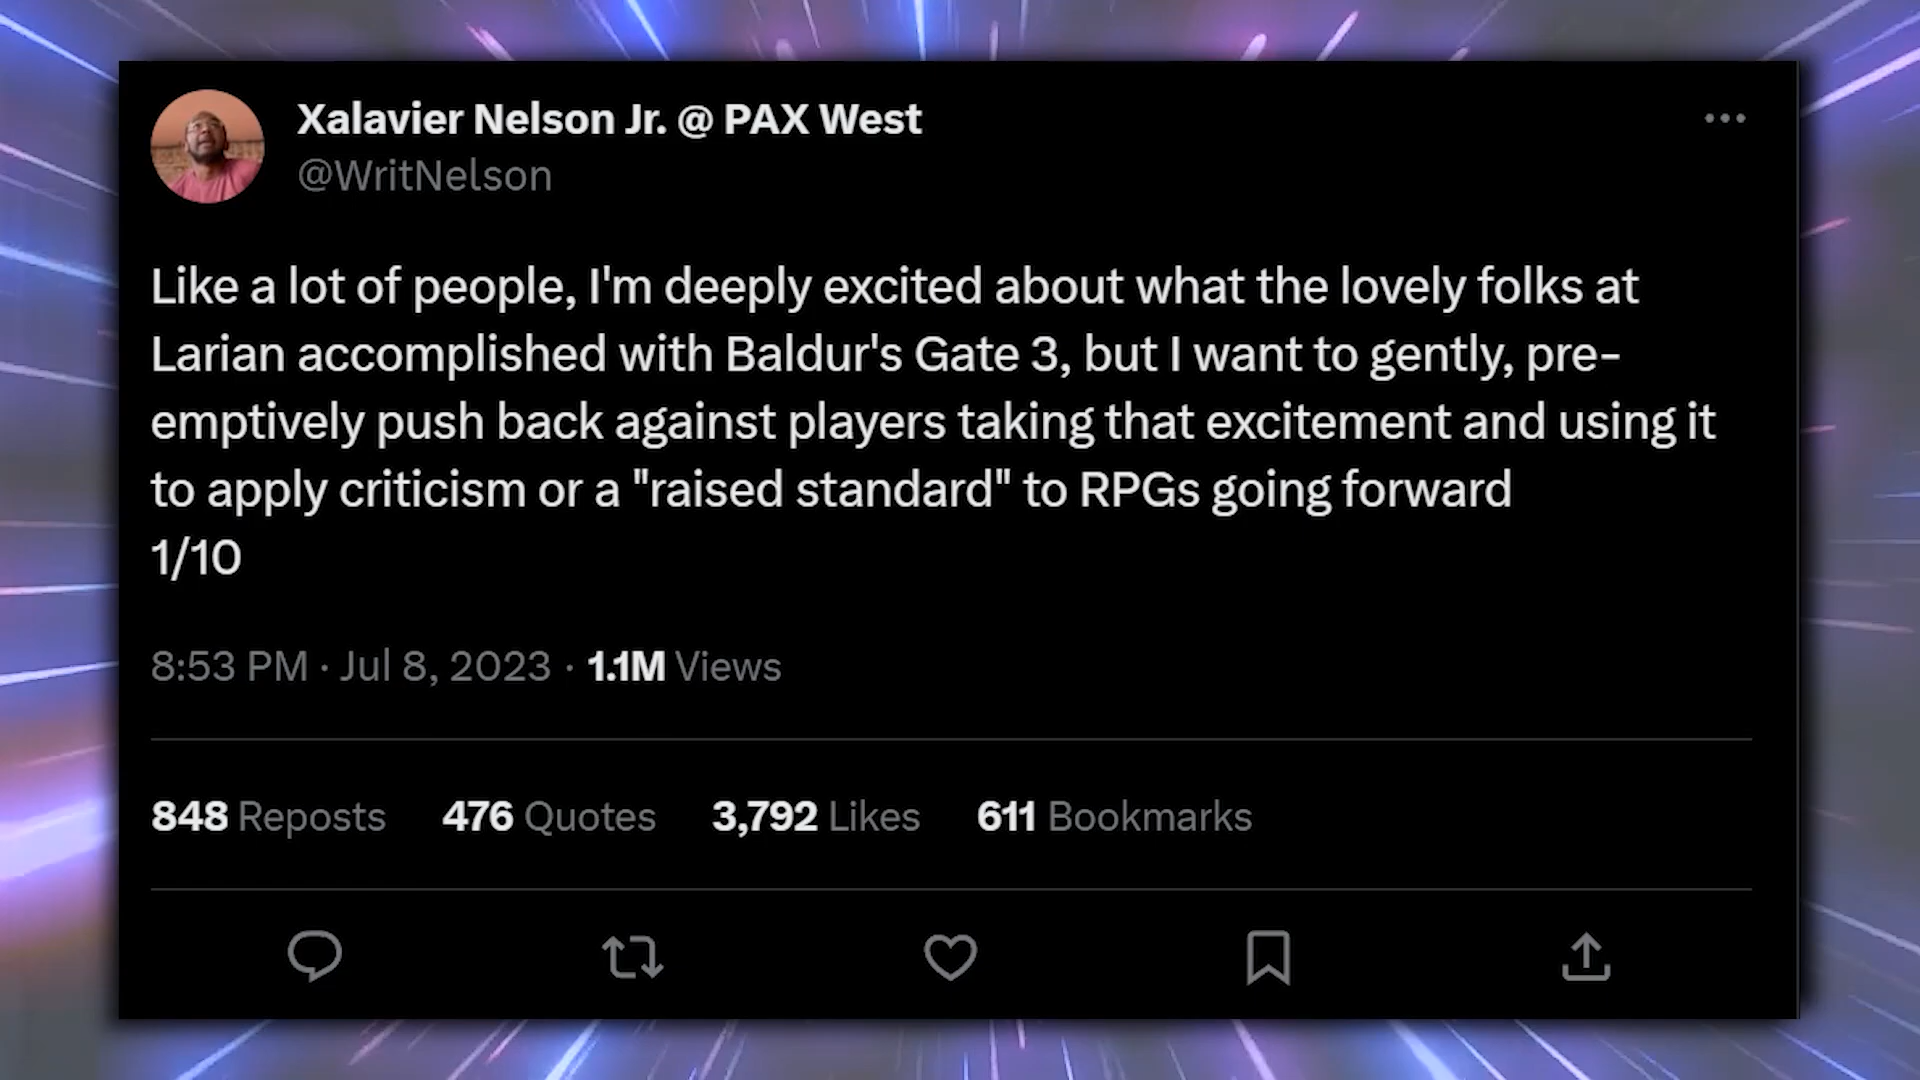 Xalavier Nelson Jr. @ PAX West
@WritNelson
Like a lot of people, I'm deeply excited about what the lovely folks at
Larian accomplished with Baldur's Gate 3, but I want to gently, pre-
emptively push back against players taking that excitement and using it
to apply criticism or a "raised standard" to RPGs going forward
1/10
8:53 PM · Jul 8, 2023 · 1.1M Views
848 Reposts 476 Quotes 3,792 Likes 611 Bookmarks